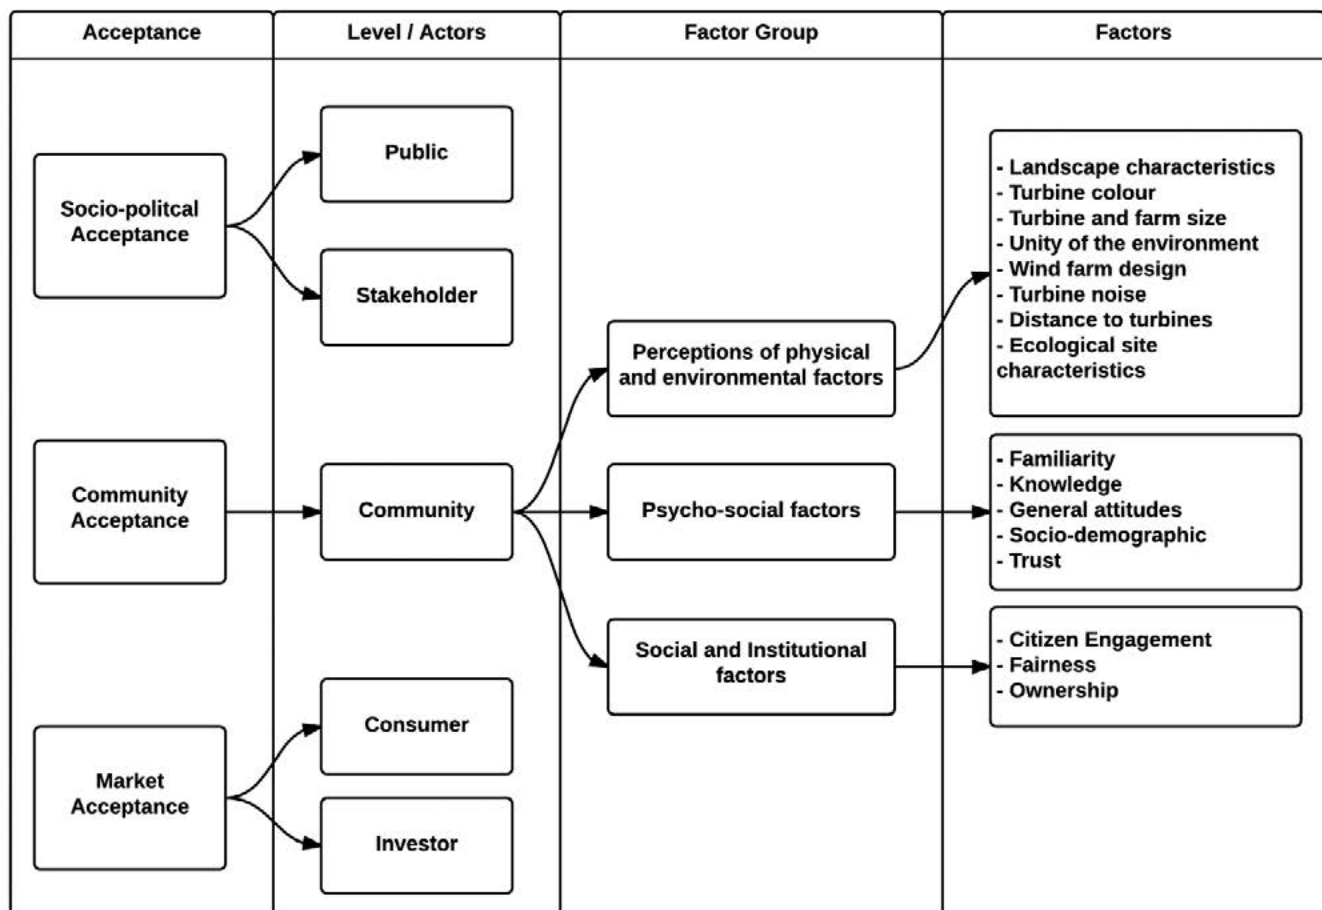 Acceptance
Level / Actors
Factor Group
Factors
Socio-politcal
Acceptance
Public
Stakeholder
Community
Acceptance
Community
Market
Acceptance
Consumer
Investor
Perceptions of physical
and environmental factors
Psycho-social factors
Social and Institutional
factors
- Landscape characteristics
- Turbine colour
- Turbine and farm size
- Unity of the environment
- Wind farm design
- Turbine noise
- Distance to turbines
- Ecological site
characteristics
- Familiarity
- Knowledge
- General attitudes
- Socio-demographic
- Trust
- Citizen Engagement
- Fairness
- Ownership